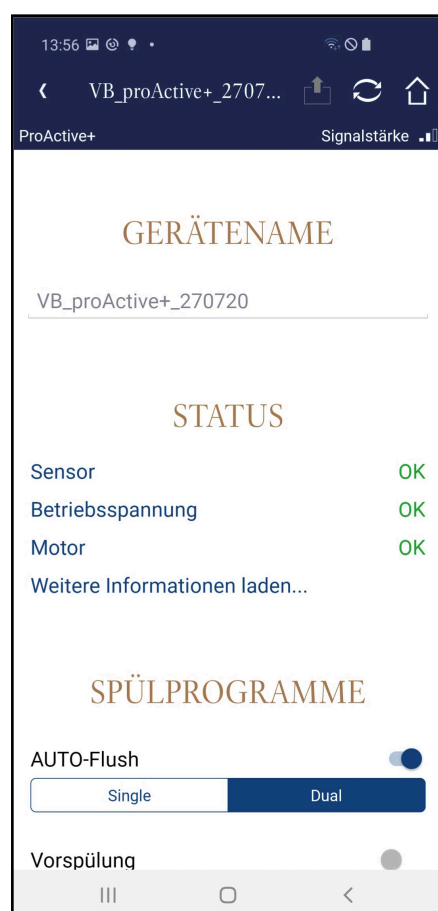 13:56
VB_proActive+_2707...
ProActive+ Signalstärke
GERÄTENAME
VB_proActive+_270720
STATUS
Sensor OK
Betriebsspannung OK
Motor OK
Weitere Informationen laden...
SPÜLPROGRAMME
AUTO-Flush
Single Dual
Vorspülung